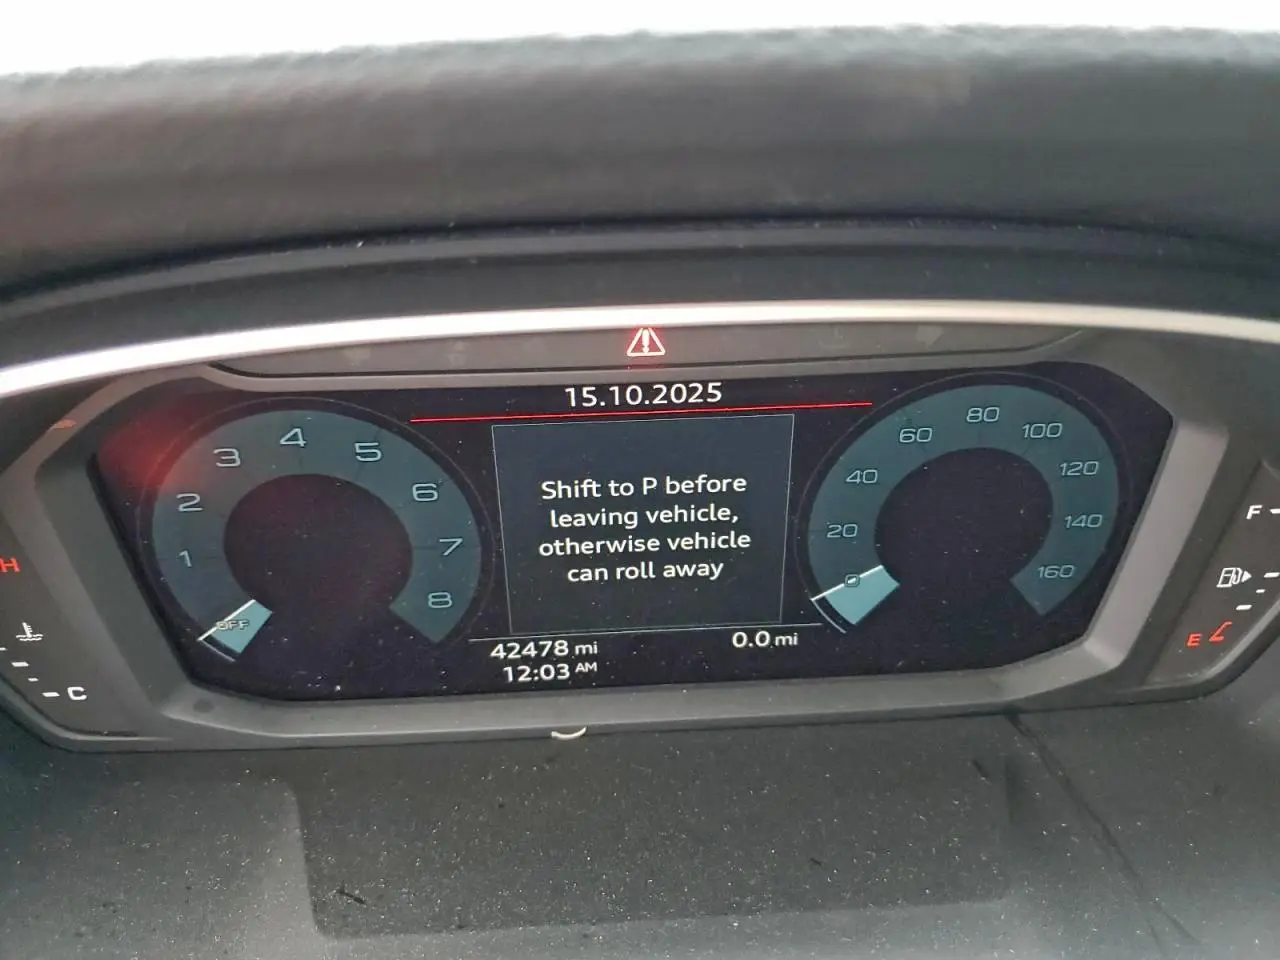 15.10.2025
Shift to P before
leaving vehicle,
otherwise vehicle
can roll away
42478 mi
0.0 mi
12:03 AM
1
2
3
4
5
6
7
8
OFF
0
20
40
60
80
100
120
140
160
H
C
F
E